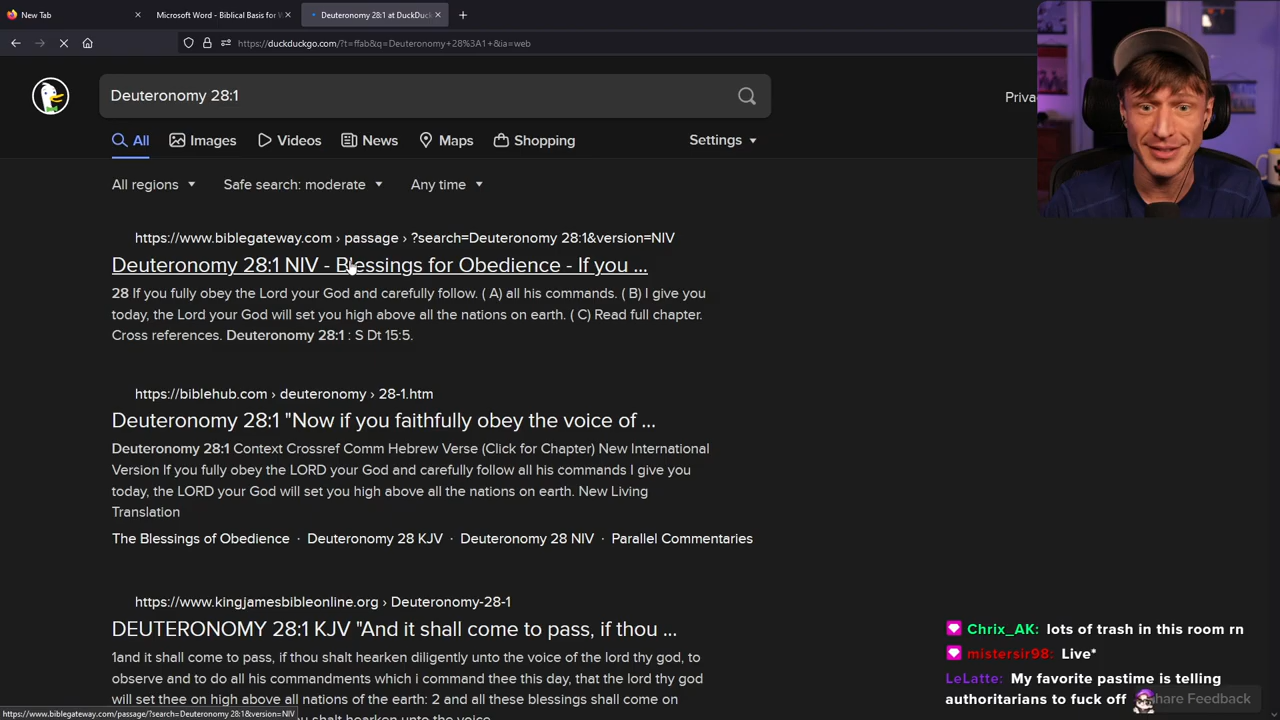 New Tab
Microsoft Word - Biblical Basis for W
Deuteronomy 28:1 at DuckDuck
https://duckduckgo.com/?t=ffab&q=Deuteronomy+28%3A1+&ia=web
Deuteronomy 28:1
Priva
All
Images
Videos
News
Maps
Shopping
Settings
All regions
Safe search: moderate
Any time
https://www.biblegateway.com › passage › ?search=Deuteronomy 28:1&version=NIV
Deuteronomy 28:1 NIV - Blessings for Obedience - If you ...
28 If you fully obey the Lord your God and carefully follow. ( A) all his commands. ( B) I give you
today, the Lord your God will set you high above all the nations on earth. ( C) Read full chapter.
Cross references. Deuteronomy 28:1 : S Dt 15:5.
https://biblehub.com › deuteronomy › 28-1.htm
Deuteronomy 28:1 "Now if you faithfully obey the voice of ...
Deuteronomy 28:1 Context Crossref Comm Hebrew Verse (Click for Chapter) New International
Version If you fully obey the LORD your God and carefully follow all his commands I give you
today, the LORD your God will set you high above all the nations on earth. New Living
Translation
The Blessings of Obedience · Deuteronomy 28 KJV · Deuteronomy 28 NIV · Parallel Commentaries
https://www.kingjamesbibleonline.org › Deuteronomy-28-1
DEUTERONOMY 28:1 KJV "And it shall come to pass, if thou ...
1and it shall come to pass, if thou shalt hearken diligently unto the voice of the lord thy god, to
observe and to do all his commandments which i command thee this day, that the lord thy god
will set thee on high above all nations of the earth: 2 and all these blessings shall come on
thou shalt hearken unto the voice
https://www.biblegateway.com/passage/?search=Deuteronomy 28:1&version=NIV
Chrix_AK: lots of trash in this room rn
mistersir98: Live*
LeLatte: My favorite pastime is telling
authoritarians to fuck off
Share Feedback